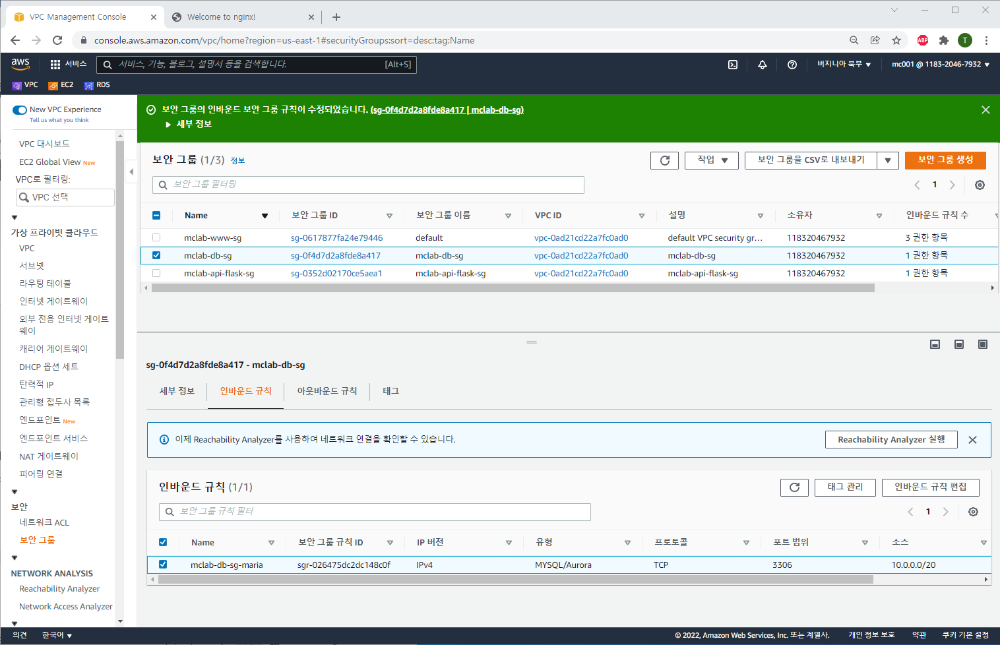 VPC Management Console
Welcome to nginx!
console.aws.amazon.com/vpc/home?region=us-east-1#securityGroups:sort=desc:tag:Name
ABP
T
aws
서비스
서비스, 기능, 블로그, 설명서 등을 검색합니다.
[Alt+S]
버지니아 북부
mc001 @ 1183-2046-7932
VPC
EC2
RDS
New VPC Experience
Tell us what you think
VPC 대시보드
EC2 Global View New
VPC로 필터링:
VPC 선택
가상 프라이빗 클라우드
VPC
서브넷
라우팅 테이블
인터넷 게이트웨이
외부 전용 인터넷 게이트
웨이
캐리어 게이트웨이
DHCP 옵션 세트
탄력적 IP
관리형 접두사 목록
엔드포인트 New
엔드포인트 서비스
NAT 게이트웨이
피어링 연결
보안
네트워크 ACL
보안 그룹
NETWORK ANALYSIS
Reachability Analyzer
Network Access Analyzer
보안 그룹의 인바운드 보안 그룹 규칙이 수정되었습니다. (sg-0f4d7d2a8fde8a417 | mclab-db-sg)
세부 정보
보안 그룹 (1/3) 정보
작업
보안 그룹을 CSV로 내보내기
보안 그룹 생성
보안 그룹 필터링
1
Name 보안 그룹 ID 보안 그룹 이름 VPC ID 설명 소유자 인바운드 규칙 수
mclab-www-sg sg-0617877fa24e79446 default vpc-0ad21cd22a7fc0ad0 default VPC security gr... 118320467932 3 권한 항목
mclab-db-sg sg-0f4d7d2a8fde8a417 mclab-db-sg vpc-0ad21cd22a7fc0ad0 mclab-db-sg 118320467932 1 권한 항목
mclab-api-flask-sg sg-0352d02170ce5aea1 mclab-api-flask-sg vpc-0ad21cd22a7fc0ad0 mclab-api-flask-sg 118320467932 1 권한 항목
sg-0f4d7d2a8fde8a417 - mclab-db-sg
세부 정보
인바운드 규칙
아웃바운드 규칙
태그
이제 Reachability Analyzer를 사용하여 네트워크 연결을 확인할 수 있습니다.
Reachability Analyzer 실행
인바운드 규칙 (1/1)
태그 관리
인바운드 규칙 편집
보안 그룹 규칙 필터
1
Name 보안 그룹 규칙 ID IP 버전 유형 프로토콜 포트 범위 소스
mclab-db-sg-maria sgr-026475dc2dc148c0f IPv4 MYSQL/Aurora TCP 3306 10.0.0.0/20
의견
한국어
© 2022, Amazon Web Services, Inc. 또는 계열사.
개인 정보 보호
약관
쿠키 기본 설정